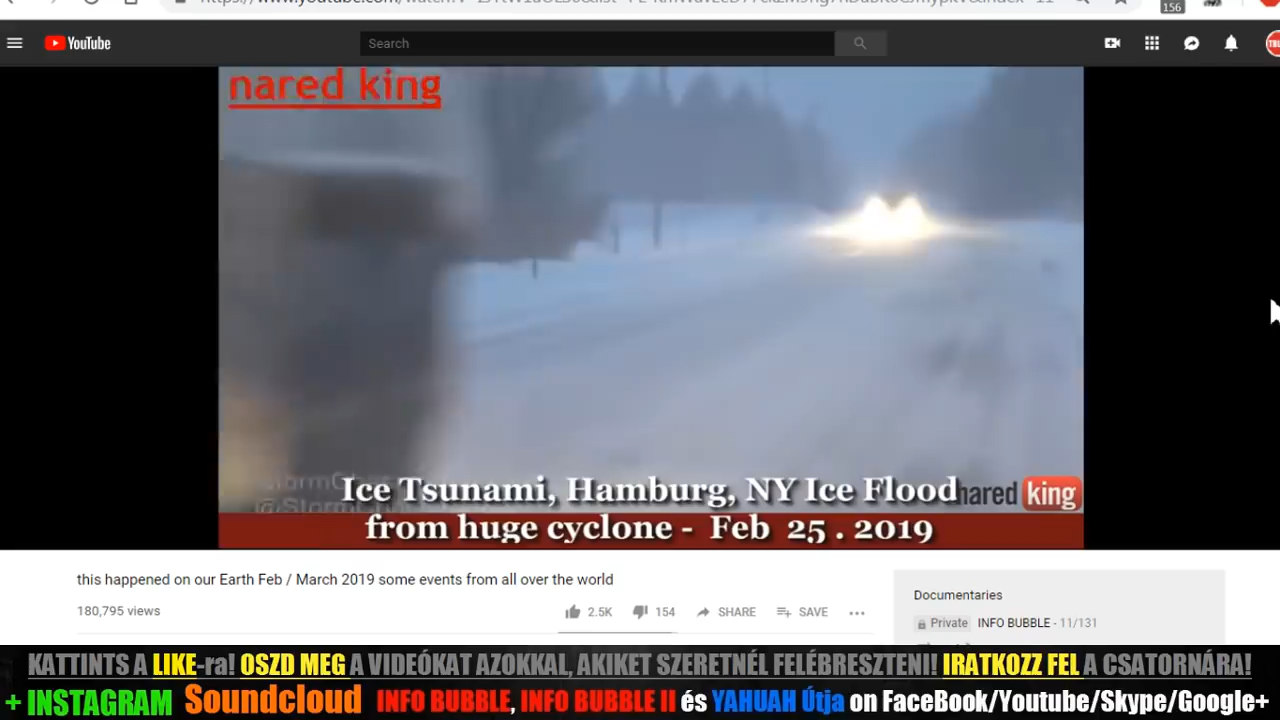 156
YouTube
Search
nared king
Ice Tsunami, Hamburg, NY Ice Flood
nared king
from huge cyclone - Feb 25 . 2019
this happened on our Earth Feb / March 2019 some events from all over the world
180,795 views
2.5K 154 SHARE SAVE
Documentaries
Private INFO BUBBLE - 11/131
KATTINTS A LIKE-ra! OSZD MEG A VIDEÓKAT AZOKKAL, AKIKET SZERETNÉL FELÉBRESZTENI! IRATKOZZ FEL A CSATORNÁRA!
+ INSTAGRAM Soundcloud INFO BUBBLE, INFO BUBBLE II és YAHUAH Útja on FaceBook/Youtube/Skype/Google+